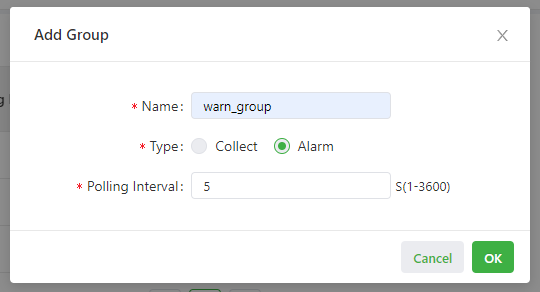 Add Group
* Name: warn_group
* Type: Collect Alarm
* Polling Interval: 5 S(1-3600)
Cancel OK